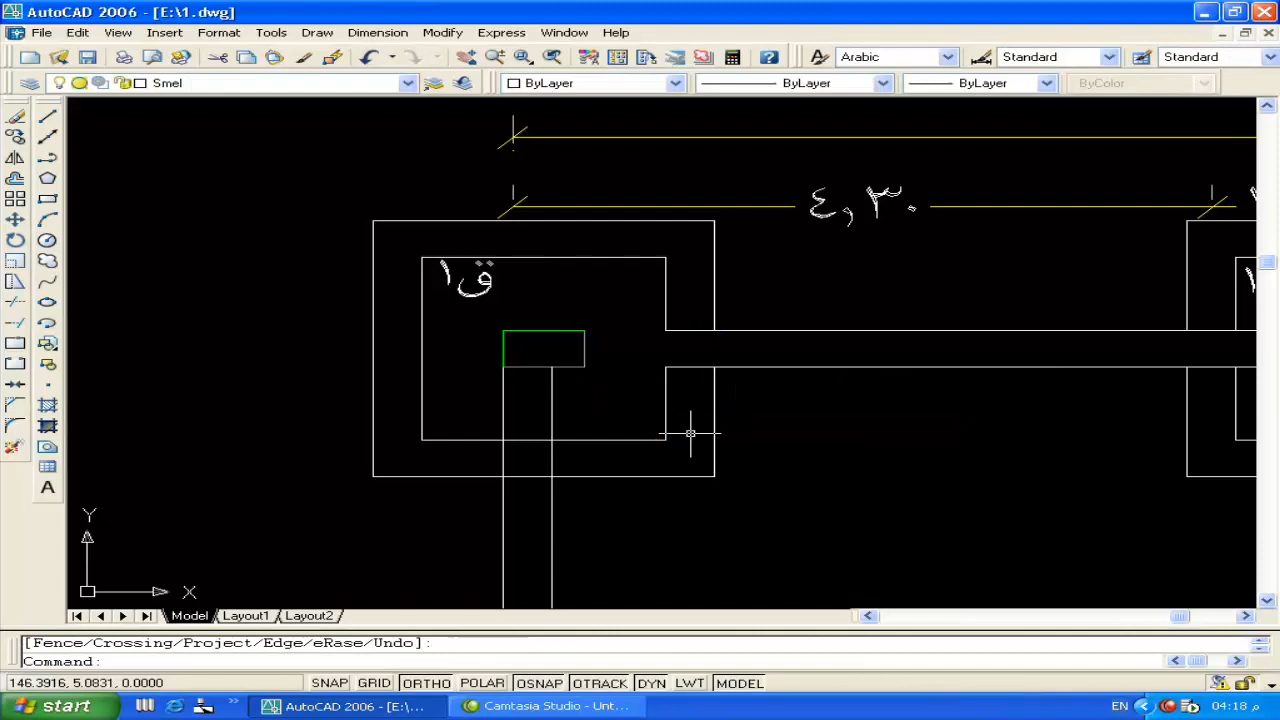 AutoCAD 2006 - [E:\1.dwg]
File Edit View Insert Format Tools Draw Dimension Modify Express Window Help
Arabic Standard Standard
Smel ByLayer ByLayer ByLayer ByColor
٤,٣٠
ق١
Y
X
Model Layout1 Layout2
[Fence/Crossing/Project/Edge/eRase/Undo]:
Command:
146.3916, 5.0831, 0.0000 SNAP GRID ORTHO POLAR OSNAP OTRACK DYN LWT MODEL
start AutoCAD 2006 - [E:\... Camtasia Studio - Unt... EN ٠٤:١٨ م